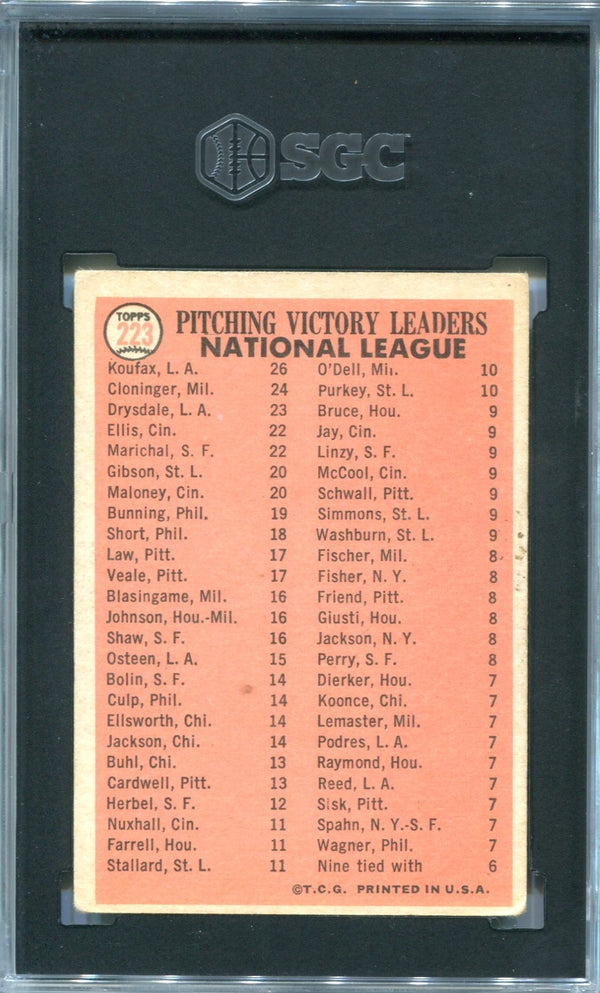 SGC
TOPPS
223
PITCHING VICTORY LEADERS
NATIONAL LEAGUE
Koufax, L. A. 26
Cloninger, Mil. 24
Drysdale, L. A. 23
Ellis, Cin. 22
Marichal, S. F. 22
Gibson, St. L. 20
Maloney, Cin. 20
Bunning, Phil. 19
Short, Phil. 18
Law, Pitt. 17
Veale, Pitt. 17
Blasingame, Mil. 16
Johnson, Hou.-Mil. 16
Shaw, S. F. 16
Osteen, L. A. 15
Bolin, S. F. 14
Culp, Phil. 14
Ellsworth, Chi. 14
Jackson, Chi. 14
Buhl, Chi. 13
Cardwell, Pitt. 13
Herbel, S. F. 12
Nuxhall, Cin. 11
Farrell, Hou. 11
Stallard, St. L. 11
O'Dell, Mil. 10
Purkey, St. L. 10
Bruce, Hou. 9
Jay, Cin. 9
Linzy, S. F. 9
McCool, Cin. 9
Schwall, Pitt. 9
Simmons, St. L. 9
Washburn, St. L. 9
Fischer, Mil. 8
Fisher, N. Y. 8
Friend, Pitt. 8
Giusti, Hou. 8
Jackson, N. Y. 8
Perry, S. F. 8
Dierker, Hou. 7
Koonce, Chi. 7
Lemaster, Mil. 7
Podres, L. A. 7
Raymond, Hou. 7
Reed, L. A. 7
Sisk, Pitt. 7
Spahn, N. Y.-S. F. 7
Wagner, Phil. 7
Nine tied with 6
©T.C.G. PRINTED IN U.S.A.